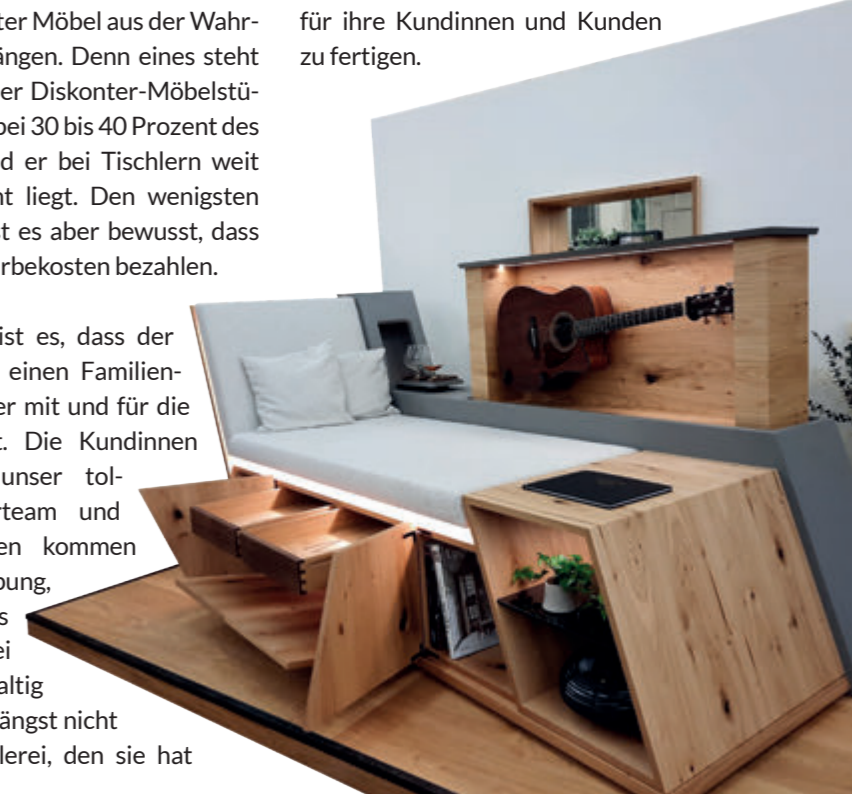 ter Möbel aus der Wahr-
ängen. Denn eines steht
er Diskonter-Möbelstü-
bei 30 bis 40 Prozent des
d er bei Tischlern weit
nt liegt. Den wenigsten
st es aber bewusst, dass
rbekosten bezahlen.
ist es, dass der
einen Familien-
er mit und für die
t. Die Kundinnen
unser tol-
rteam und
en kommen
bung,
s
ei
altig
ängst nicht
lerei, den sie hat
für ihre Kundinnen und Kunden
zu fertigen.